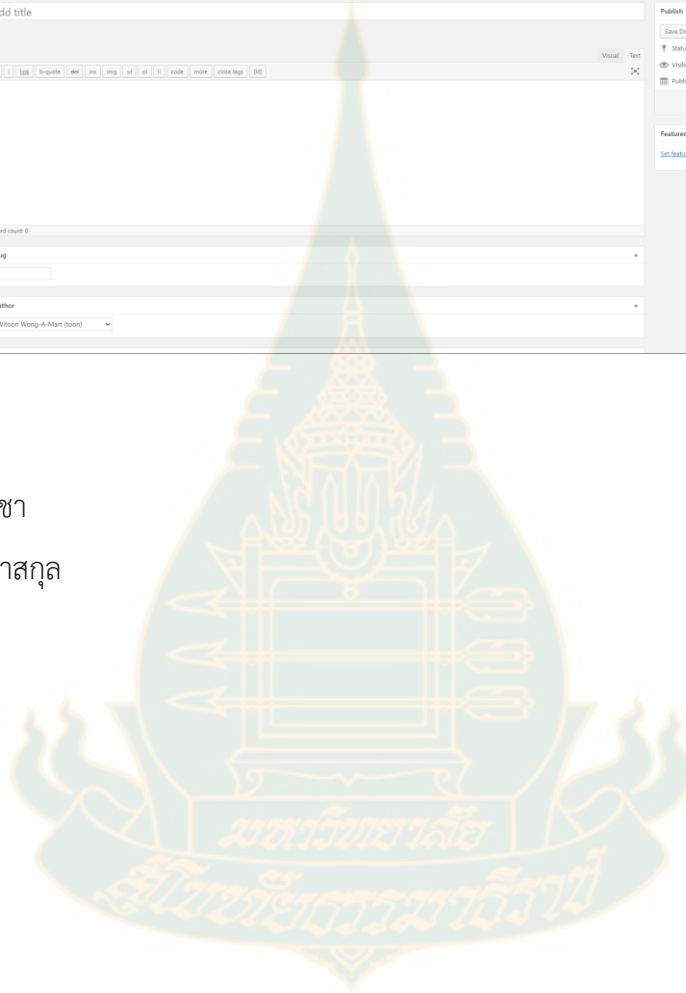 dd title
Publish
Save Dr
Visual Text
Statu
i link b-quote del ins img ul ol li code more close tags
Visibi
Publi
Featured
Set featu
ord count: 0
ug
uthor
Witoon Wong-A-Mart (toon)
ชา
าสกุล
มหาวิทยาลัย
สุโขทัยธรรมาธิราช